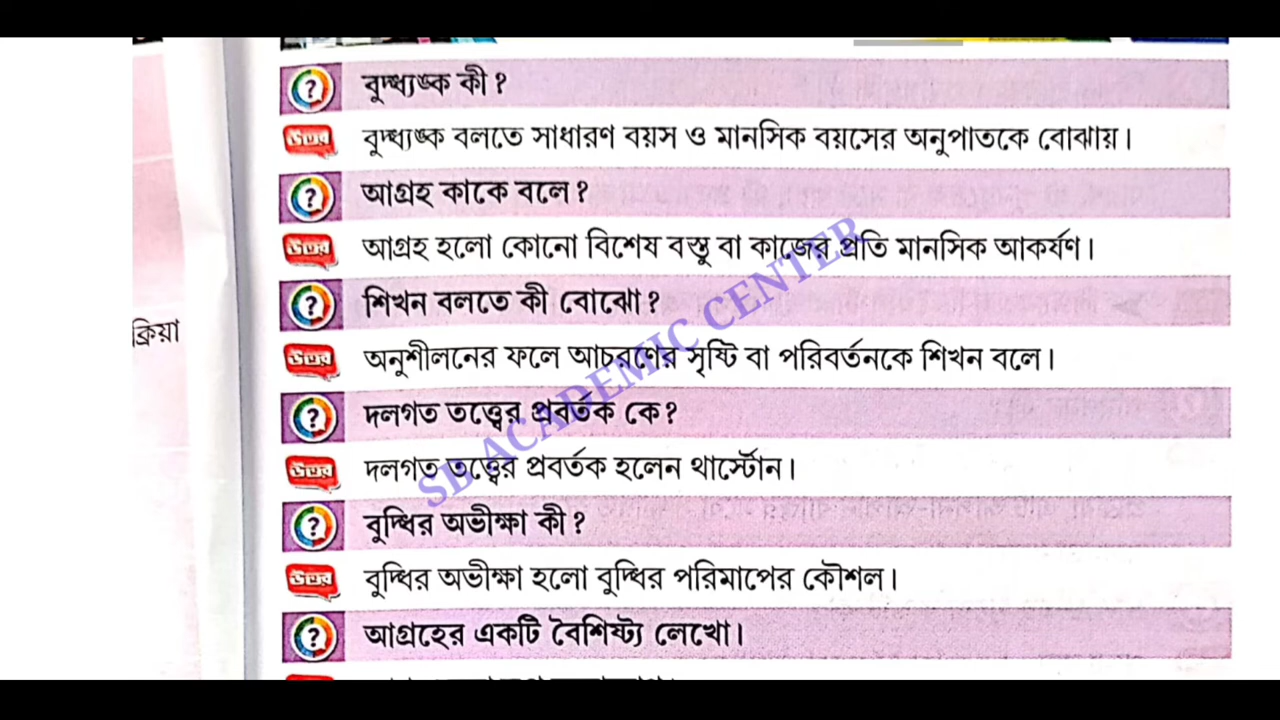 বুদ্ধ্যঙ্ক কী?
উত্তর বুদ্ধ্যঙ্ক বলতে সাধারণ বয়স ও মানসিক বয়সের অনুপাতকে বোঝায়।
আগ্রহ কাকে বলে?
উত্তর আগ্রহ হলো কোনো বিশেষ বস্তু বা কাজের প্রতি মানসিক আকর্ষণ।
শিখন বলতে কী বোঝো?
ক্রিয়া
উত্তর অনুশীলনের ফলে আচরণের সৃষ্টি বা পরিবর্তনকে শিখন বলে।
দলগত তত্ত্বের প্রবর্তক কে?
উত্তর দলগত তত্ত্বের প্রবর্তক হলেন থার্স্টোন।
বুদ্ধির অভীক্ষা কী?
উত্তর বুদ্ধির অভীক্ষা হলো বুদ্ধির পরিমাপের কৌশল।
আগ্রহের একটি বৈশিষ্ট্য লেখো।
SB ACADEMIC CENTER